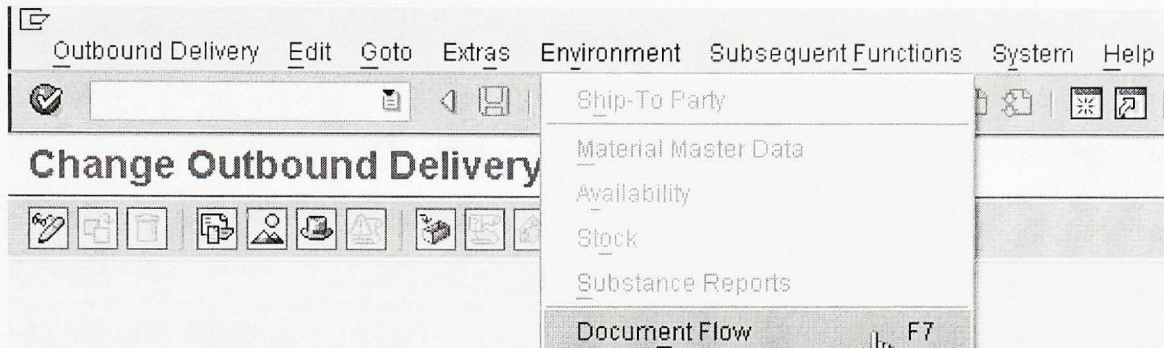 Outbound Delivery Edit Goto Extras Environment Subsequent Functions System Help
Ship-To Party
Change Outbound Delivery
Material Master Data
Availability
Stock
Substance Reports
Document Flow F7